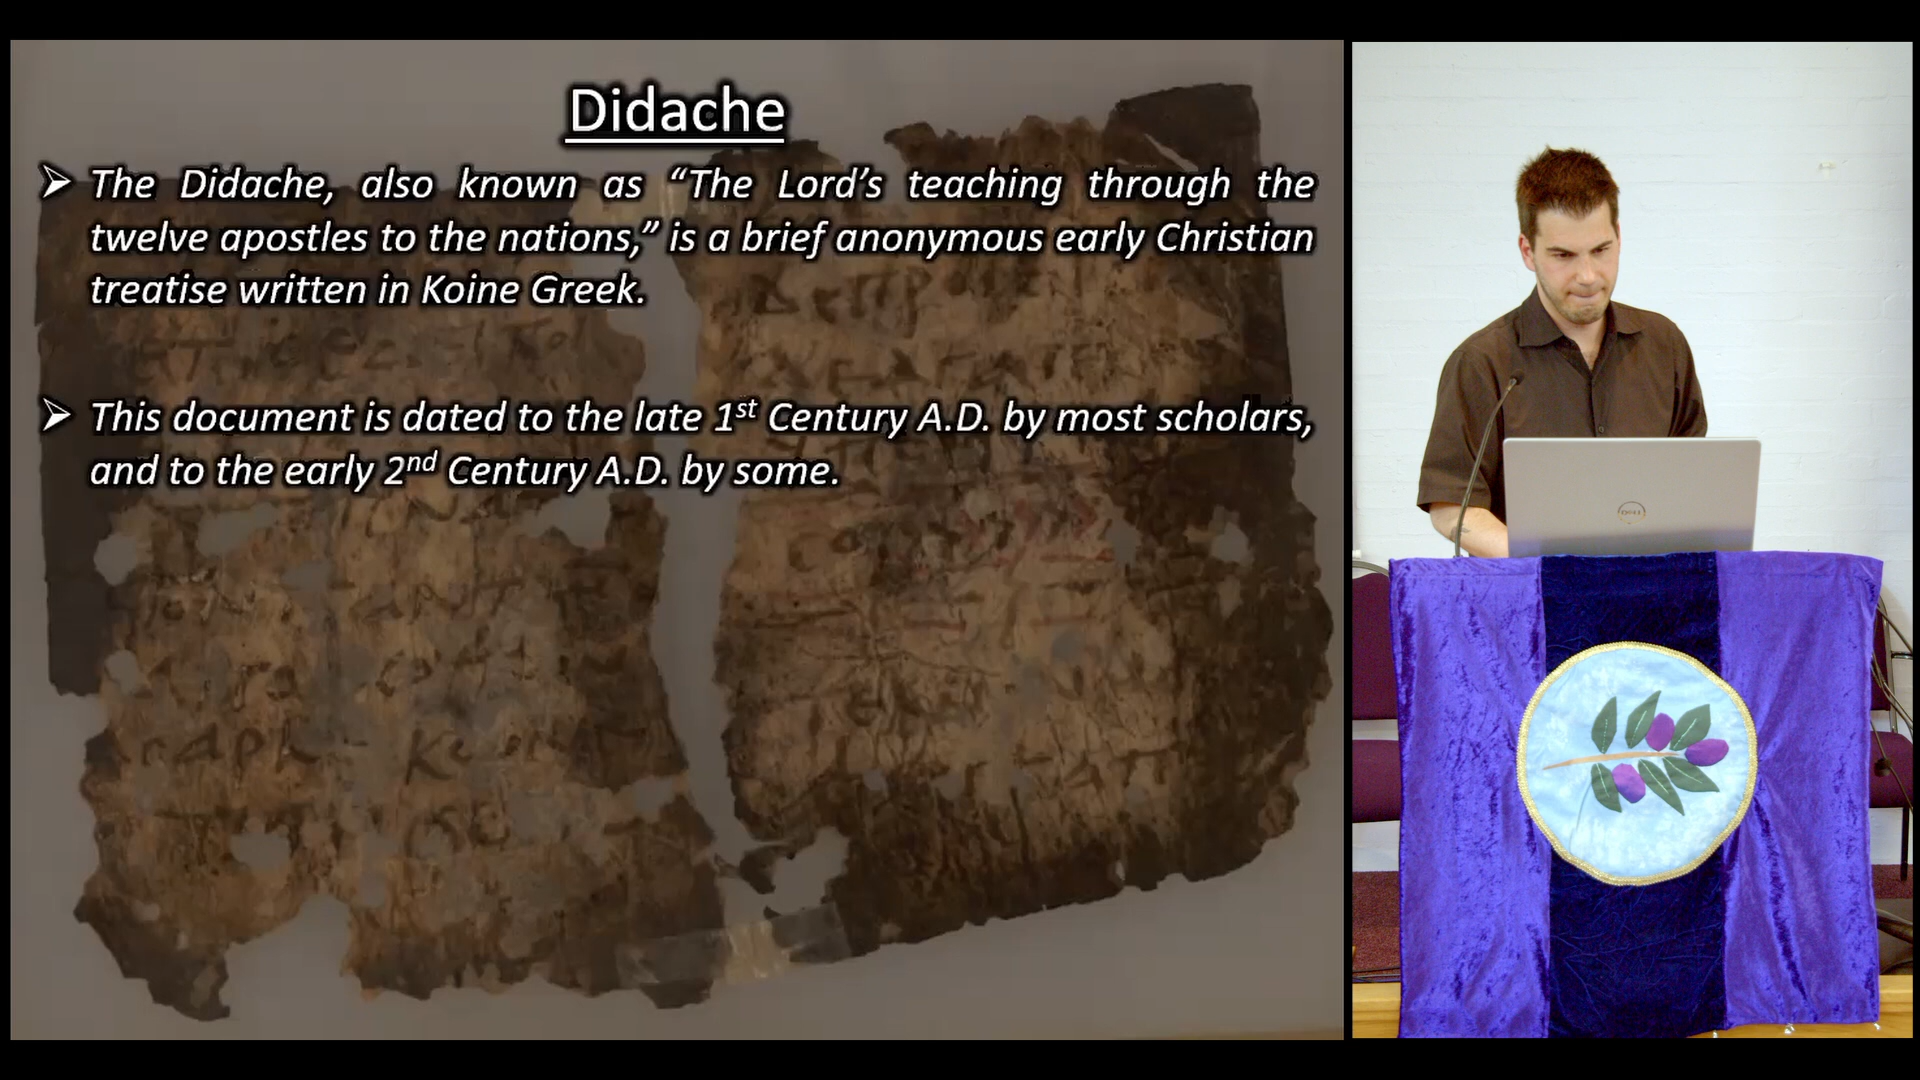 Didache
The Didache, also known as “The Lord’s teaching through the
twelve apostles to the nations,” is a brief anonymous early Christian
treatise written in Koine Greek.
This document is dated to the late 1st Century A.D. by most scholars,
and to the early 2nd Century A.D. by some.
DELL